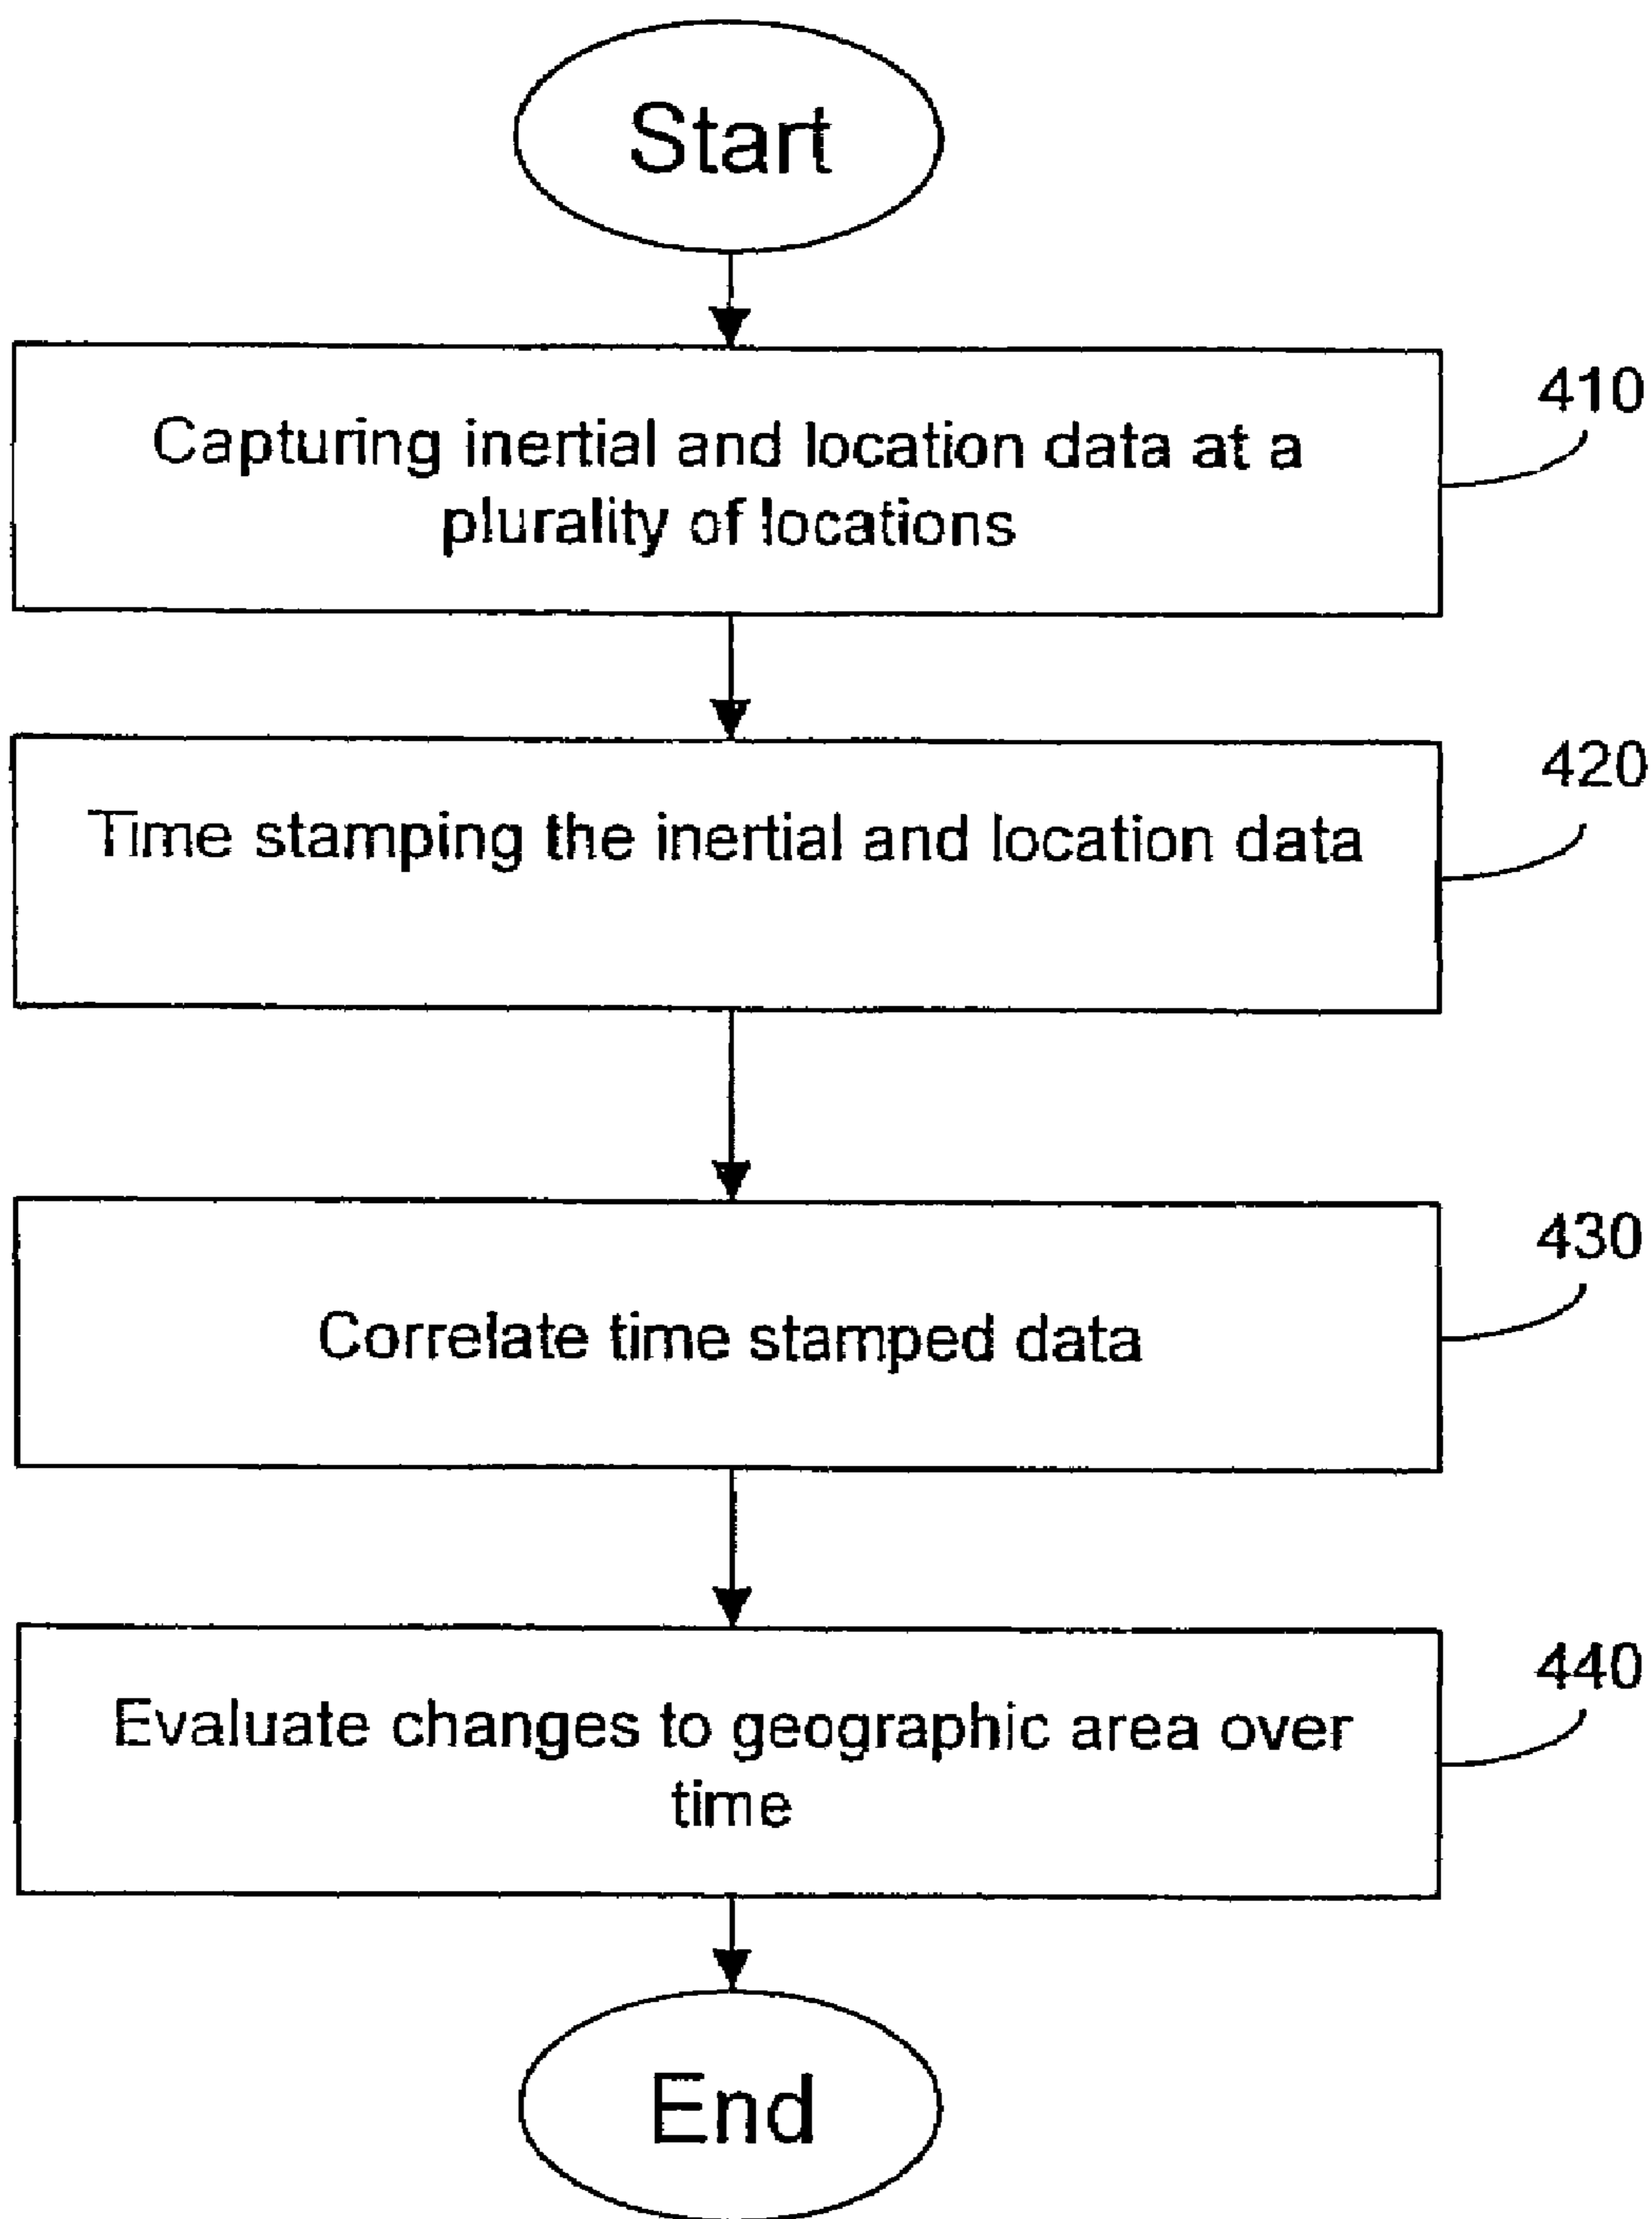 Start
410
Capturing inertial and location data at a
plurality of locations
420
Time stamping the inertial and location data
430
Correlate time stamped data
440
Evaluate changes to geographic area over
time
End